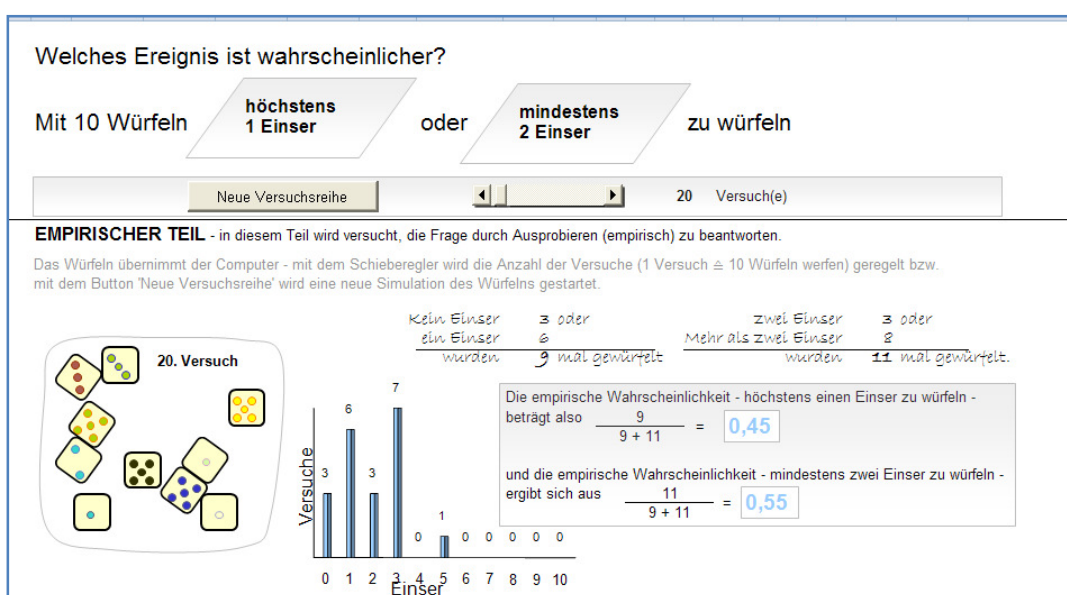 Welches Ereignis ist wahrscheinlicher?
Mit 10 Würfeln
höchstens
1 Einser
oder
mindestens
2 Einser
zu würfeln
Neue Versuchsreihe
20 Versuch(e)
EMPIRISCHER TEIL - in diesem Teil wird versucht, die Frage durch Ausprobieren (empirisch) zu beantworten.
Das Würfeln übernimmt der Computer - mit dem Schieberegler wird die Anzahl der Versuche (1 Versuch ≙ 10 Würfeln werfen) geregelt bzw.
mit dem Button 'Neue Versuchsreihe' wird eine neue Simulation des Würfelns gestartet.
Kein Einser 3 oder
ein Einser 6
wurden 9 mal gewürfelt
zwei Einser 3 oder
Mehr als zwei Einser 8
wurden 11 mal gewürfelt.
20. Versuch
Versuche
3 6 3 7 0 1 0 0 0 0 0
0 1 2 3 4 5 6 7 8 9 10
Einser
Die empirische Wahrscheinlichkeit - höchstens einen Einser zu würfeln -
beträgt also 9 / 9 + 11 = 0,45
und die empirische Wahrscheinlichkeit - mindestens zwei Einser zu würfeln -
ergibt sich aus 11 / 9 + 11 = 0,55